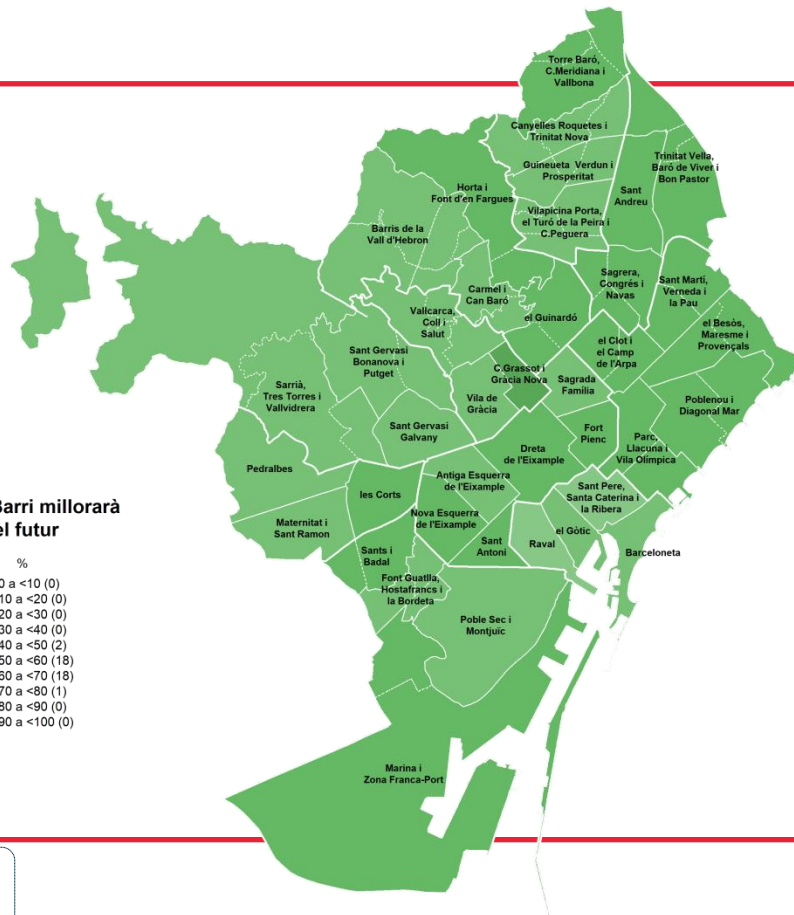 Torre Baró,
C.Meridiana i
Vallbona
Canyelles Roquetes i
Trinitat Nova
Guineueta Verdun i
Prosperitat
Trinitat Vella,
Baró de Viver i
Bon Pastor
Sant
Andreu
Horta i
Font d'en Fargues
Vilapicina Porta,
el Turó de la Peira i
C.Peguera
Barris de la
Vall d'Hebron
Sagrera,
Congrés i
Navas
Sant Martí,
Verneda i
la Pau
Carmel i
Can Baró
Vallcarca,
Coll i
Salut
el Guinardó
el Besòs,
Maresme i
Provençals
el Clot i
el Camp
de l'Arpa
Sant Gervasi
Bonanova i
Putget
C.Grassot i
Gràcia Nova
Sagrada
Família
Sarrià,
Tres Torres i
Vallvidrera
Vila de
Gràcia
Poblenou i
Diagonal Mar
Sant Gervasi
Galvany
Fort
Pienc
Parc,
Llacuna i
Vila Olímpica
Dreta
de l'Eixample
Pedralbes
Antiga Esquerra
de l'Eixample
les Corts
Sant Pere,
Santa Caterina i
la Ribera
Nova Esquerra
de l'Eixample
Maternitat i
Sant Ramon
el Gòtic
Sant
Antoni
Raval
Barceloneta
Sants i
Badal
Font Guatlla,
Hostafrancs i
la Bordeta
Poble Sec i
Montjuïc
Marina i
Zona Franca-Port
Barri millorarà
el futur
%
0 a <10 (0)
10 a <20 (0)
20 a <30 (0)
30 a <40 (0)
40 a <50 (2)
50 a <60 (18)
60 a <70 (18)
70 a <80 (1)
80 a <90 (0)
90 a <100 (0)